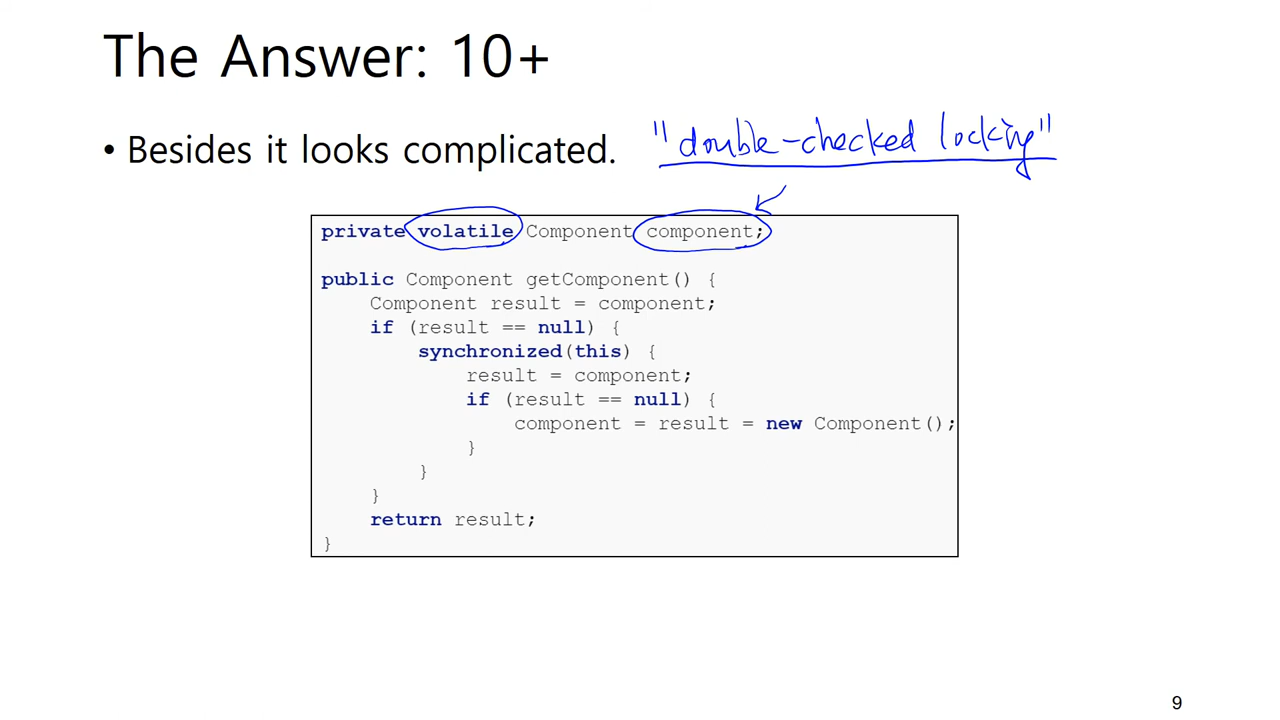 The Answer: 10+
• Besides it looks complicated.
"double-checked locking"
private volatile Component component;
public Component getComponent() {
    Component result = component;
    if (result == null) {
        synchronized(this) {
            result = component;
            if (result == null) {
                component = result = new Component();
            }
        }
    }
    return result;
}
9